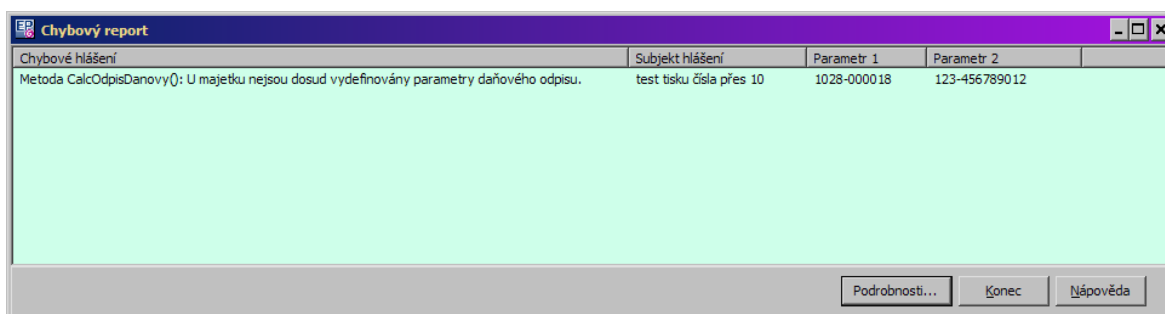 Chybový report
Chybové hlášení Subjekt hlášení Parametr 1 Parametr 2
Metoda CalcOdpisDanovy(): U majetku nejsou dosud vydefinovány parametry daňového odpisu. test tisku čísla přes 10 1028-000018 123-456789012
Podrobnosti... Konec Nápověda